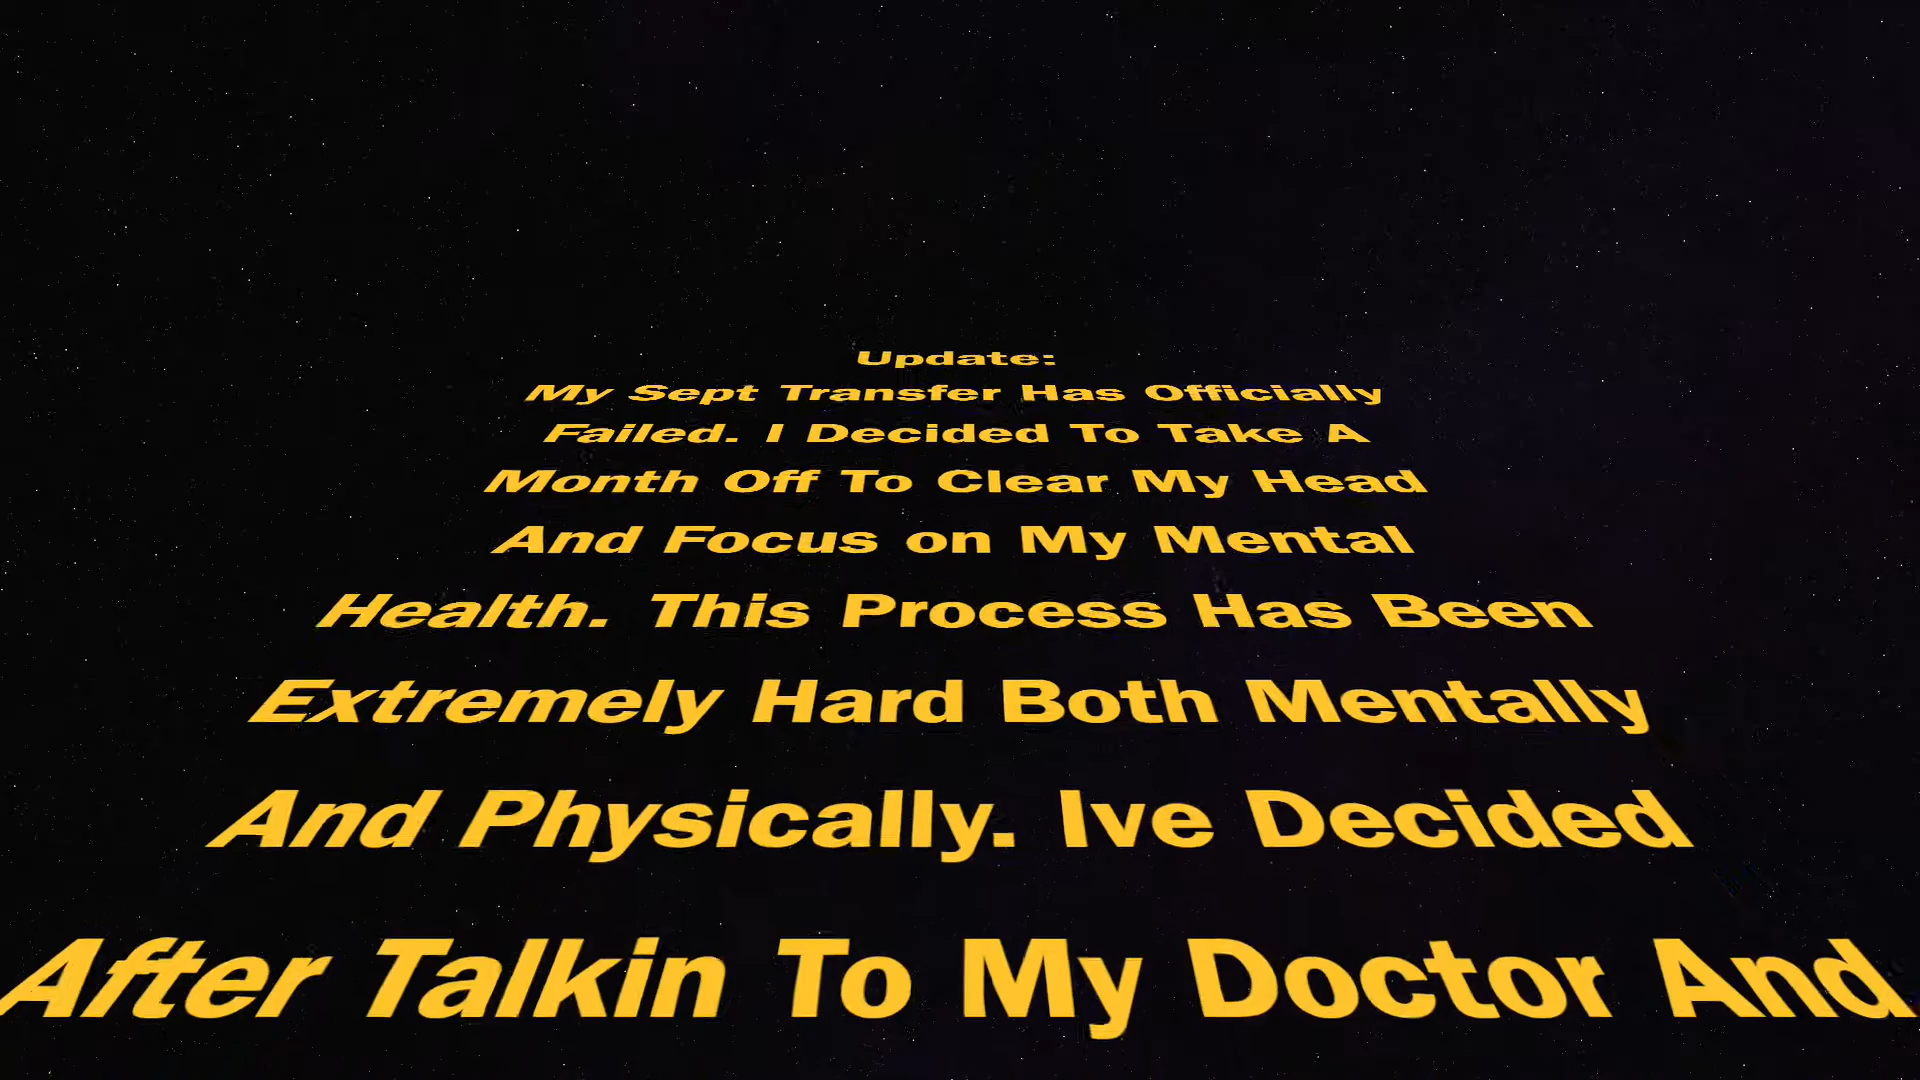 Update:
My Sept Transfer Has Officially
Failed. I Decided To Take A
Month Off To Clear My Head
And Focus on My Mental
Health. This Process Has Been
Extremely Hard Both Mentally
And Physically. Ive Decided
After Talkin To My Doctor And